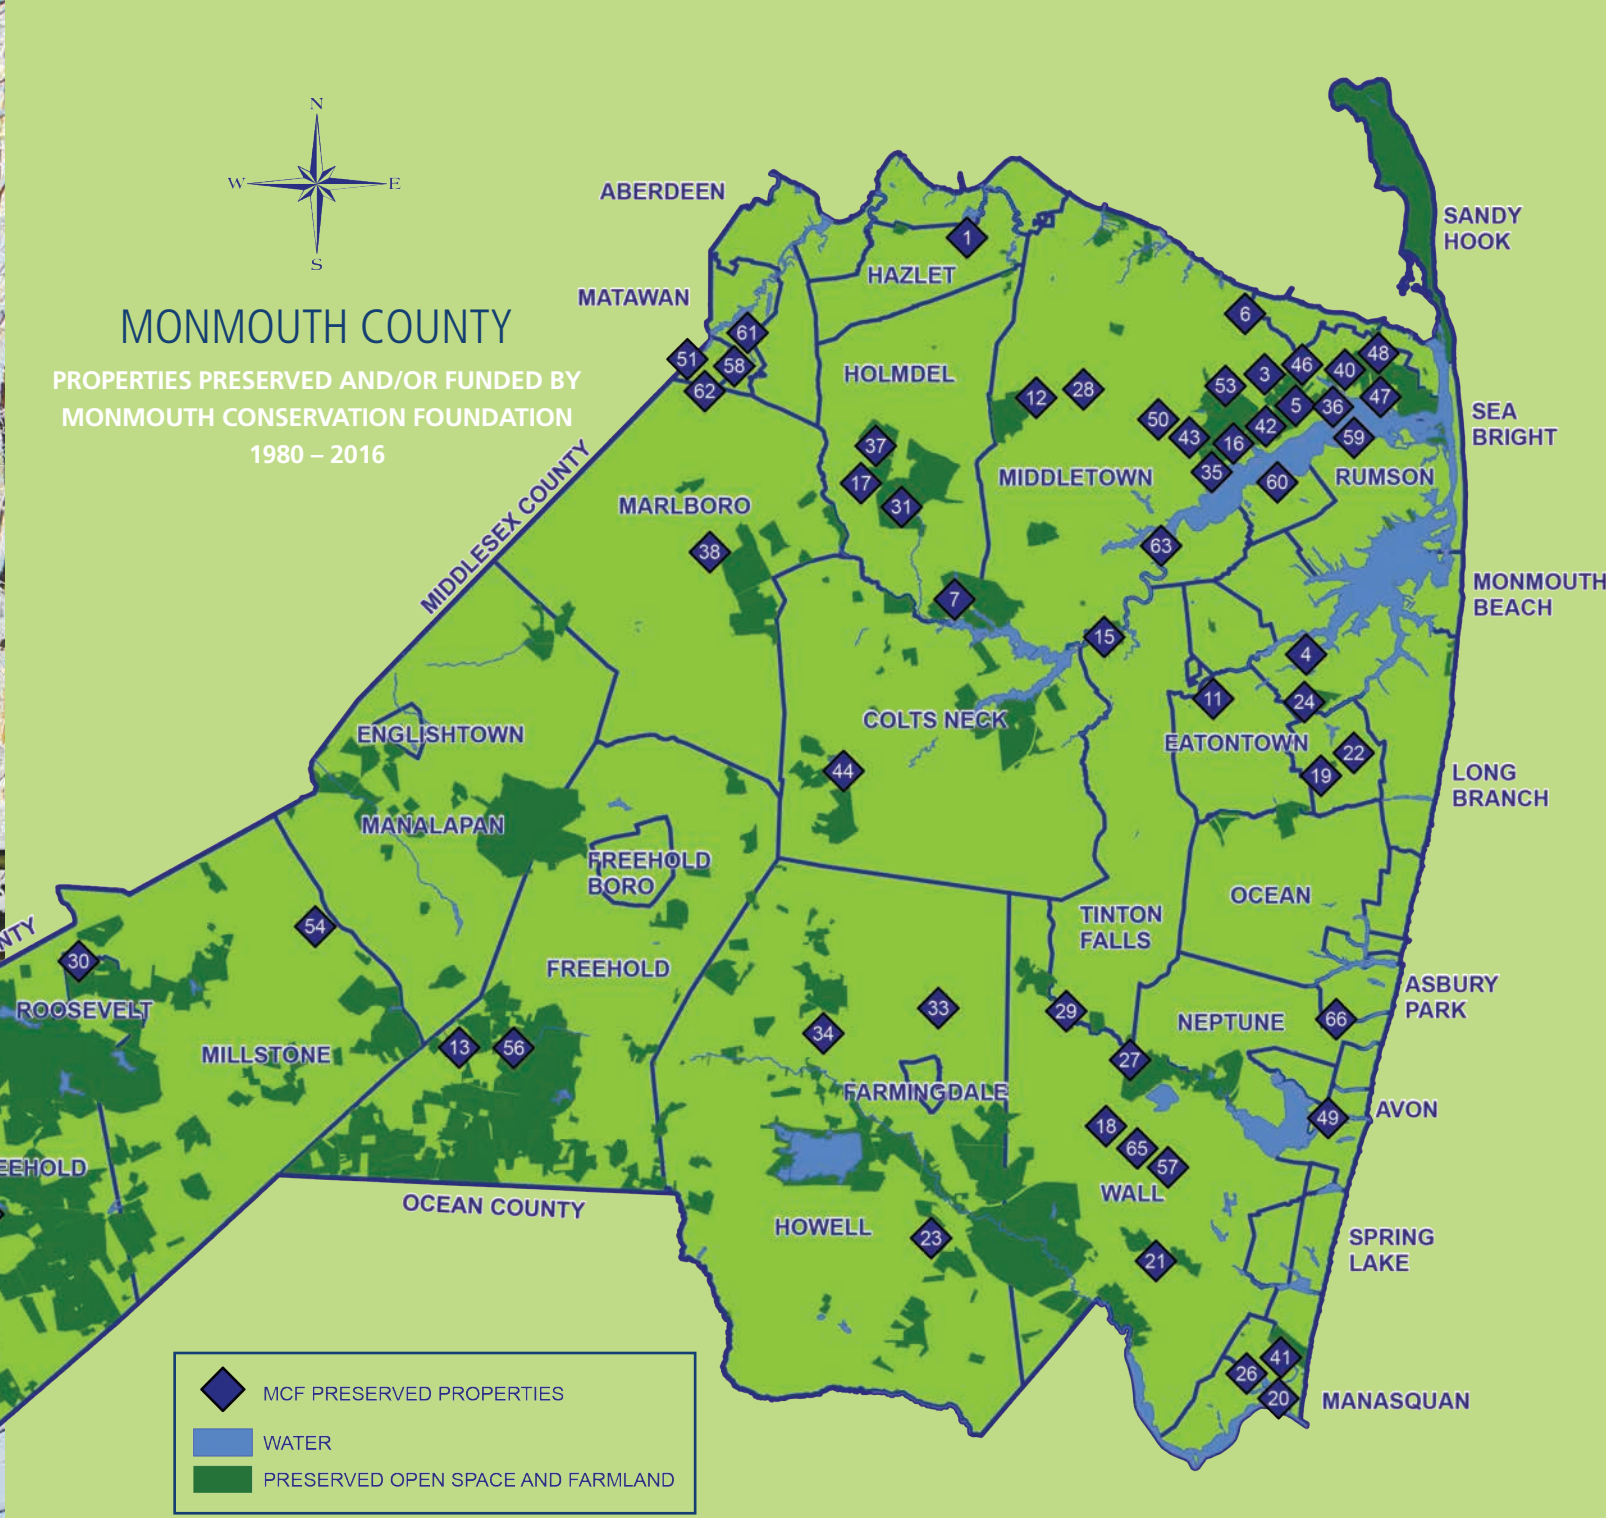 N
W
E
S
MONMOUTH COUNTY
PROPERTIES PRESERVED AND/OR FUNDED BY
MONMOUTH CONSERVATION FOUNDATION
1980 – 2016
ABERDEEN
SANDY
HOOK
1
HAZLET
MATAWAN
6
61
51
58
62
HOLMDEL
48
46
40
3
53
28
12
47
5
36
SEA
BRIGHT
50
42
43
16
59
37
35
MIDDLETOWN
60
RUMSON
17
31
MARLBORO
MIDDLESEX COUNTY
38
63
7
MONMOUTH
BEACH
15
4
11
24
COLTS NECK
ENGLISHTOWN
EATONTOWN
22
19
44
LONG
BRANCH
MANALAPAN
FREEHOLD
BORO
OCEAN
TINTON
FALLS
54
NTY
30
FREEHOLD
ASBURY
PARK
ROOSEVELT
33
29
NEPTUNE
66
34
13
56
MILLSTONE
27
FARMINGDALE
AVON
49
18
65
57
EEHOLD
WALL
OCEAN COUNTY
HOWELL
23
SPRING
LAKE
21
41
26
20
MANASQUAN
MCF PRESERVED PROPERTIES
WATER
PRESERVED OPEN SPACE AND FARMLAND